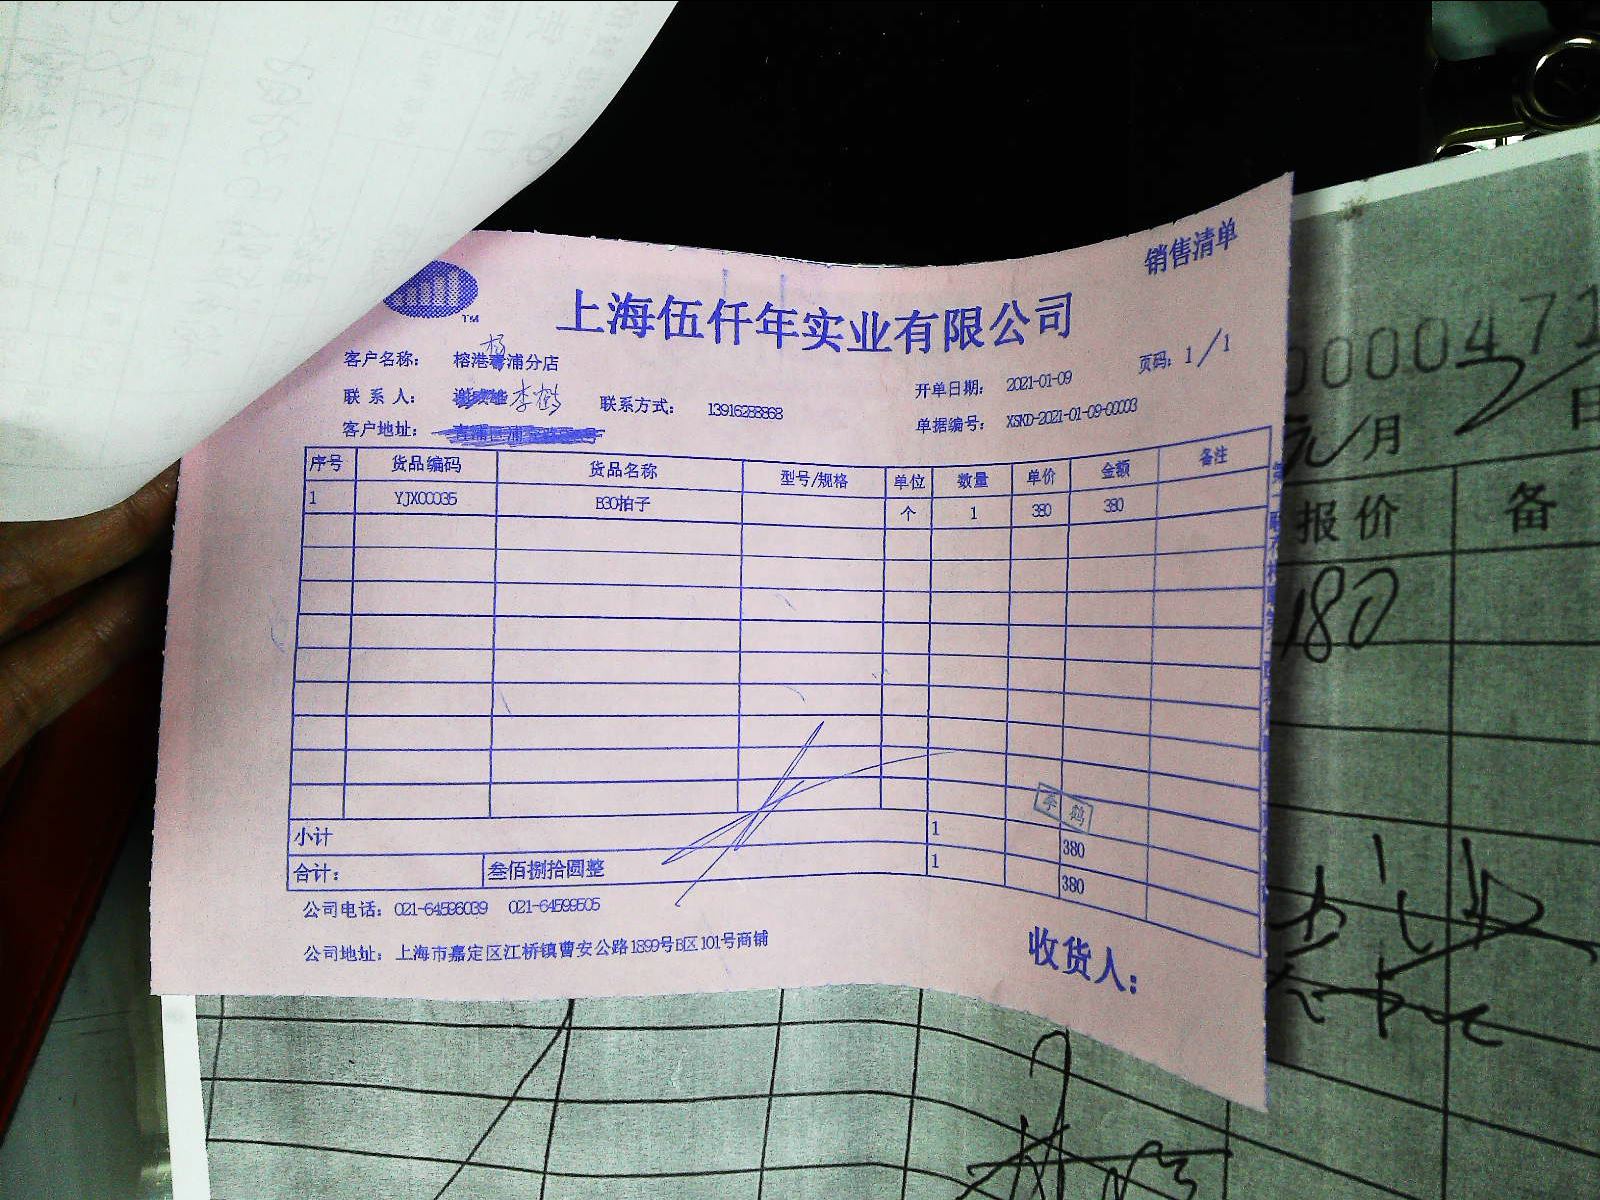 销售清单
TM
上海伍仟年实业有限公司
页码: 1/1
杨
客户名称: 榕港浦分店
开单日期: 2021-01-09
联系人: 李鹤 联系方式: 13916288868
单据编号: XSKD-2021-01-09-00003
客户地址:
序号 货品编码 货品名称 型号/规格 单位 数量 单价 金额 备注
1 YJX00035 B30拍子 个 1 380 380
李鹤
小计 1 380
合计: 叁佰捌拾圆整 1 380
公司电话: 021-64596039 021-64599505
公司地址: 上海市嘉定区江桥镇曹安公路1899号B区101号商铺
收货人:
0000471
月 日
报价 备
180